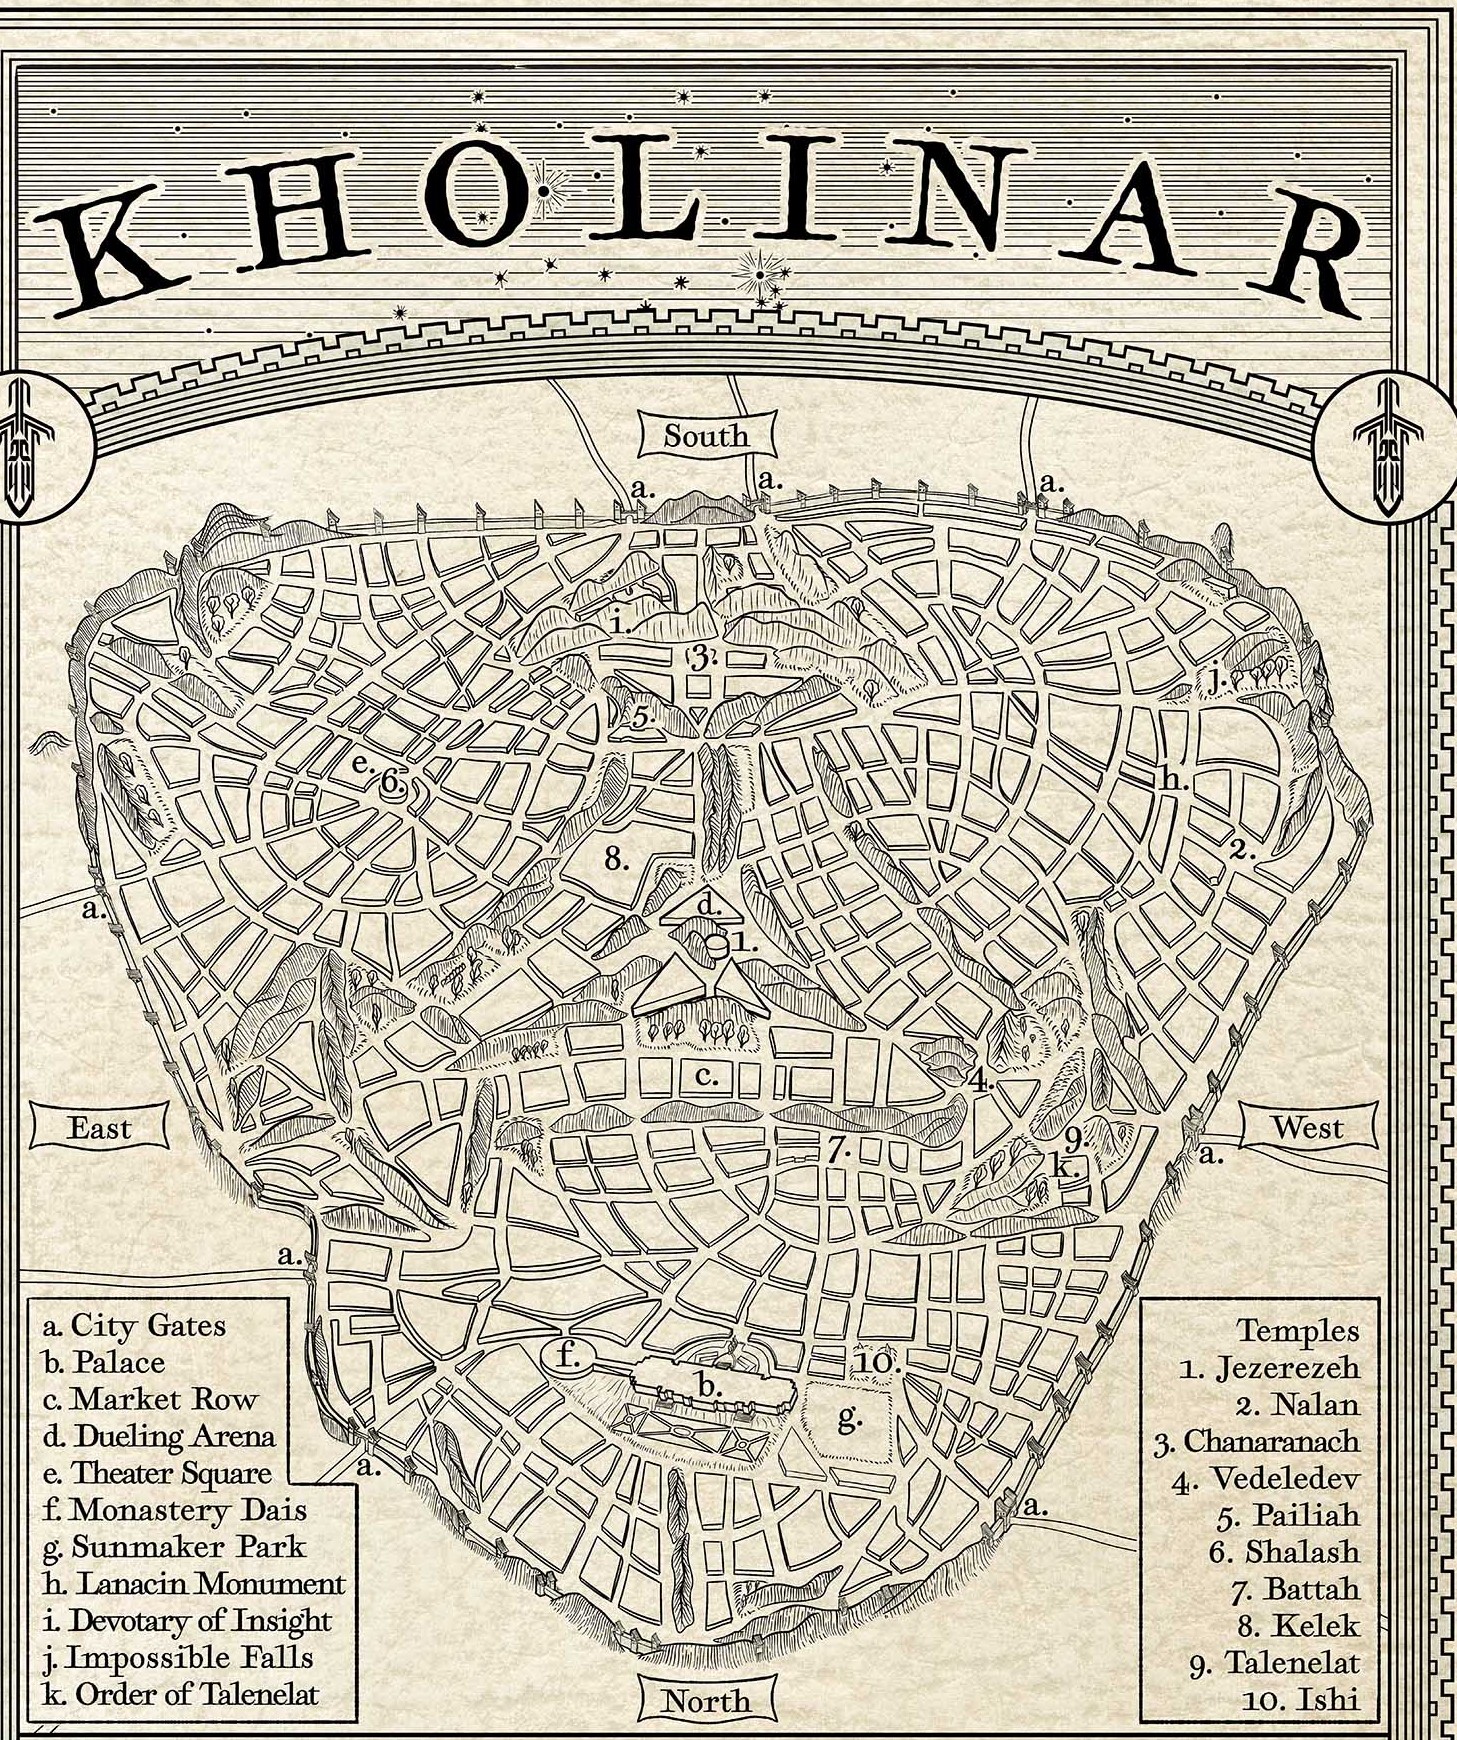 KHOLINAR
South
a.
a.
a.
i.
3.
j.
5.
e.
6.
h.
8.
2.
a.
d.
1.
c.
4.
East
7.
9.
West
k.
a.
a.
f.
10.
b.
g.
a.
a.
North
a. City Gates
b. Palace
c. Market Row
d. Dueling Arena
e. Theater Square
f. Monastery Dais
g. Sunmaker Park
h. Lanacin Monument
i. Devotary of Insight
j. Impossible Falls
k. Order of Talenelat
Temples
1. Jezerezeh
2. Nalan
3. Chanaranach
4. Vedeledev
5. Pailiah
6. Shalash
7. Battah
8. Kelek
9. Talenelat
10. Ishi